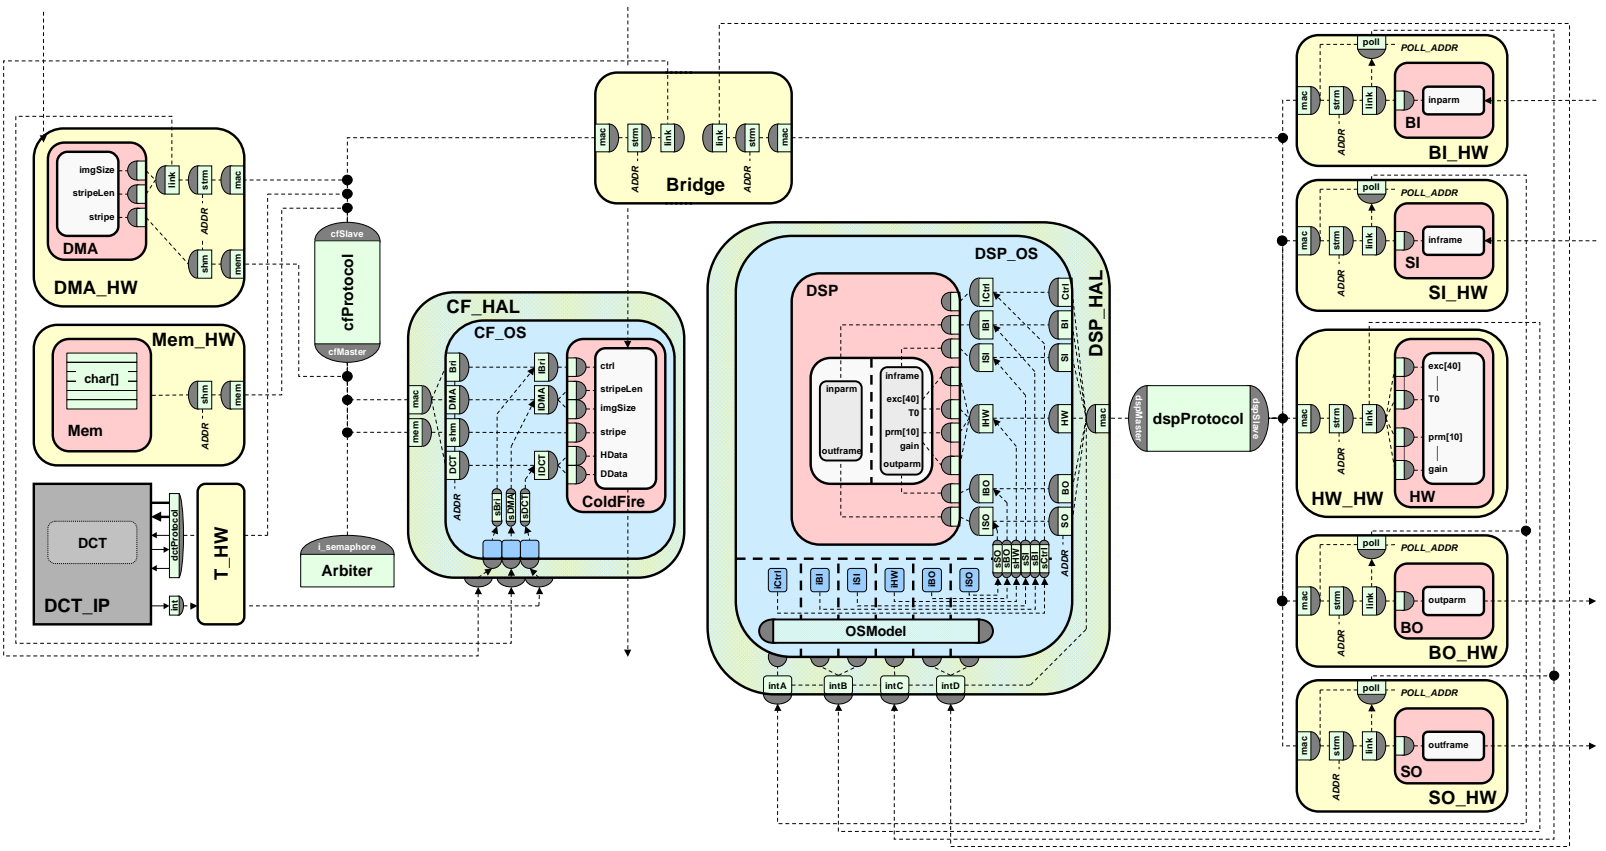 imgSize
stripeLen
stripe
DMA
link
strm
mac
ADDR
shm
mem
DMA_HW
Mem_HW
char[]
Mem
shm
mem
ADDR
DCT
dctProtocol
int
DCT_IP
T_HW
cfSlave
cfProtocol
cfMaster
i_semaphore
Arbiter
mac
strm
link
ADDR
link
strm
mac
ADDR
Bridge
CF_HAL
CF_OS
mac
mem
Bri
DMA
shm
DCT
ADDR
IBri
IDMA
IDCT
sBri
sDMA
sDCT
ctrl
stripeLen
imgSize
stripe
HData
DData
ColdFire
DSP_HAL
DSP_OS
DSP
inparm
outframe
inframe
exc[40]
T0
prm[10]
gain
outparm
ICtrl
IBI
ISI
IHW
IBO
ISO
Ctrl
BI
SI
HW
BO
SO
mac
ADDR
sSO
sBO
sHW
sSI
sBI
sCtrl
iCtrl
iBI
iSI
iHW
iBO
iSO
OSModel
intA
intB
intC
intD
dspMaster
dspProtocol
dspSlave
poll
POLL_ADDR
mac
strm
link
ADDR
inparm
BI
BI_HW
poll
POLL_ADDR
mac
strm
link
ADDR
inframe
SI
SI_HW
mac
strm
link
ADDR
exc[40]
T0
prm[10]
gain
HW
HW_HW
poll
POLL_ADDR
mac
strm
link
ADDR
outparm
BO
BO_HW
poll
POLL_ADDR
mac
strm
link
ADDR
outframe
SO
SO_HW